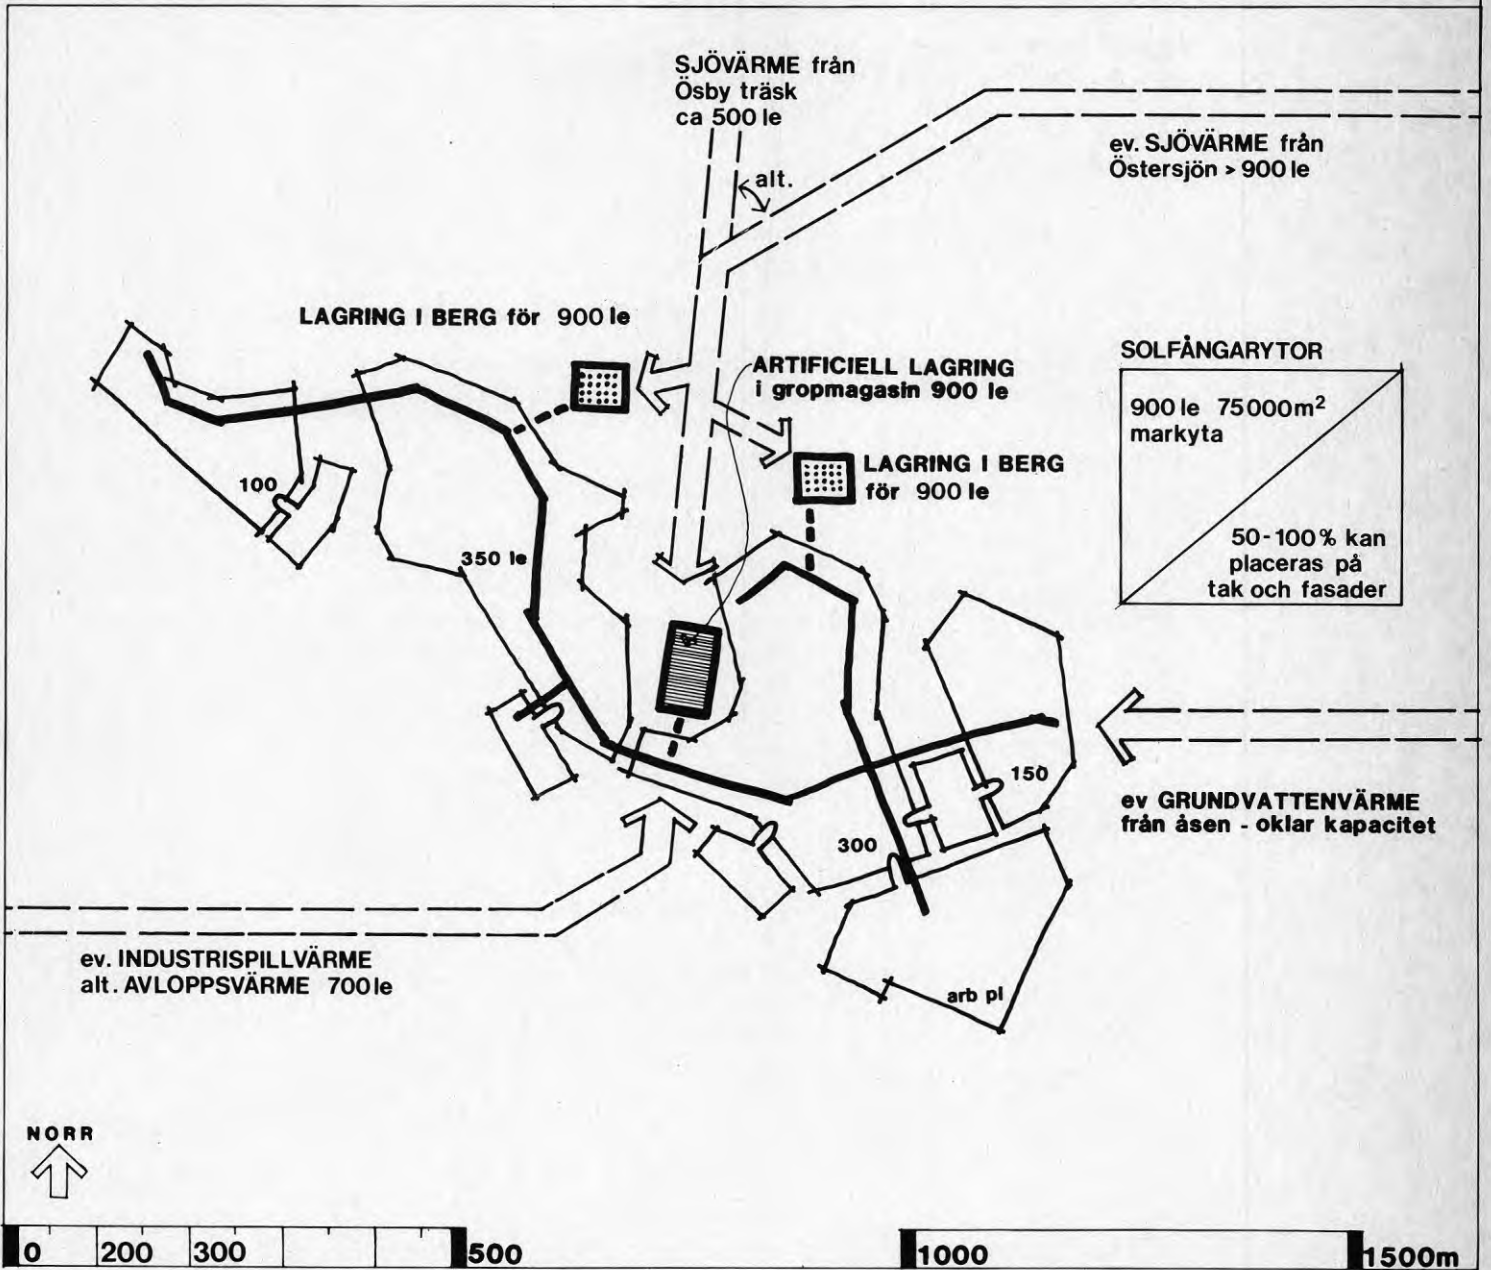 SJÖVÄRME från
Ösby träsk
ca 500 le
ev. SJÖVÄRME från
Östersjön > 900 le
alt.
LAGRING I BERG för 900 le
ARTIFICIELL LAGRING
i gropmagasin 900 le
SOLFÅNGARYTOR
900 le 75000m²
markyta
50-100% kan
placeras på
tak och fasader
LAGRING I BERG
för 900 le
100
350 le
150
300
ev GRUNDVATTENVÄRME
från åsen - oklar kapacitet
ev. INDUSTRISPILLVÄRME
alt. AVLOPPSVÄRME 700 le
arb pl
NORR
0 200 300 500 1000 1500m